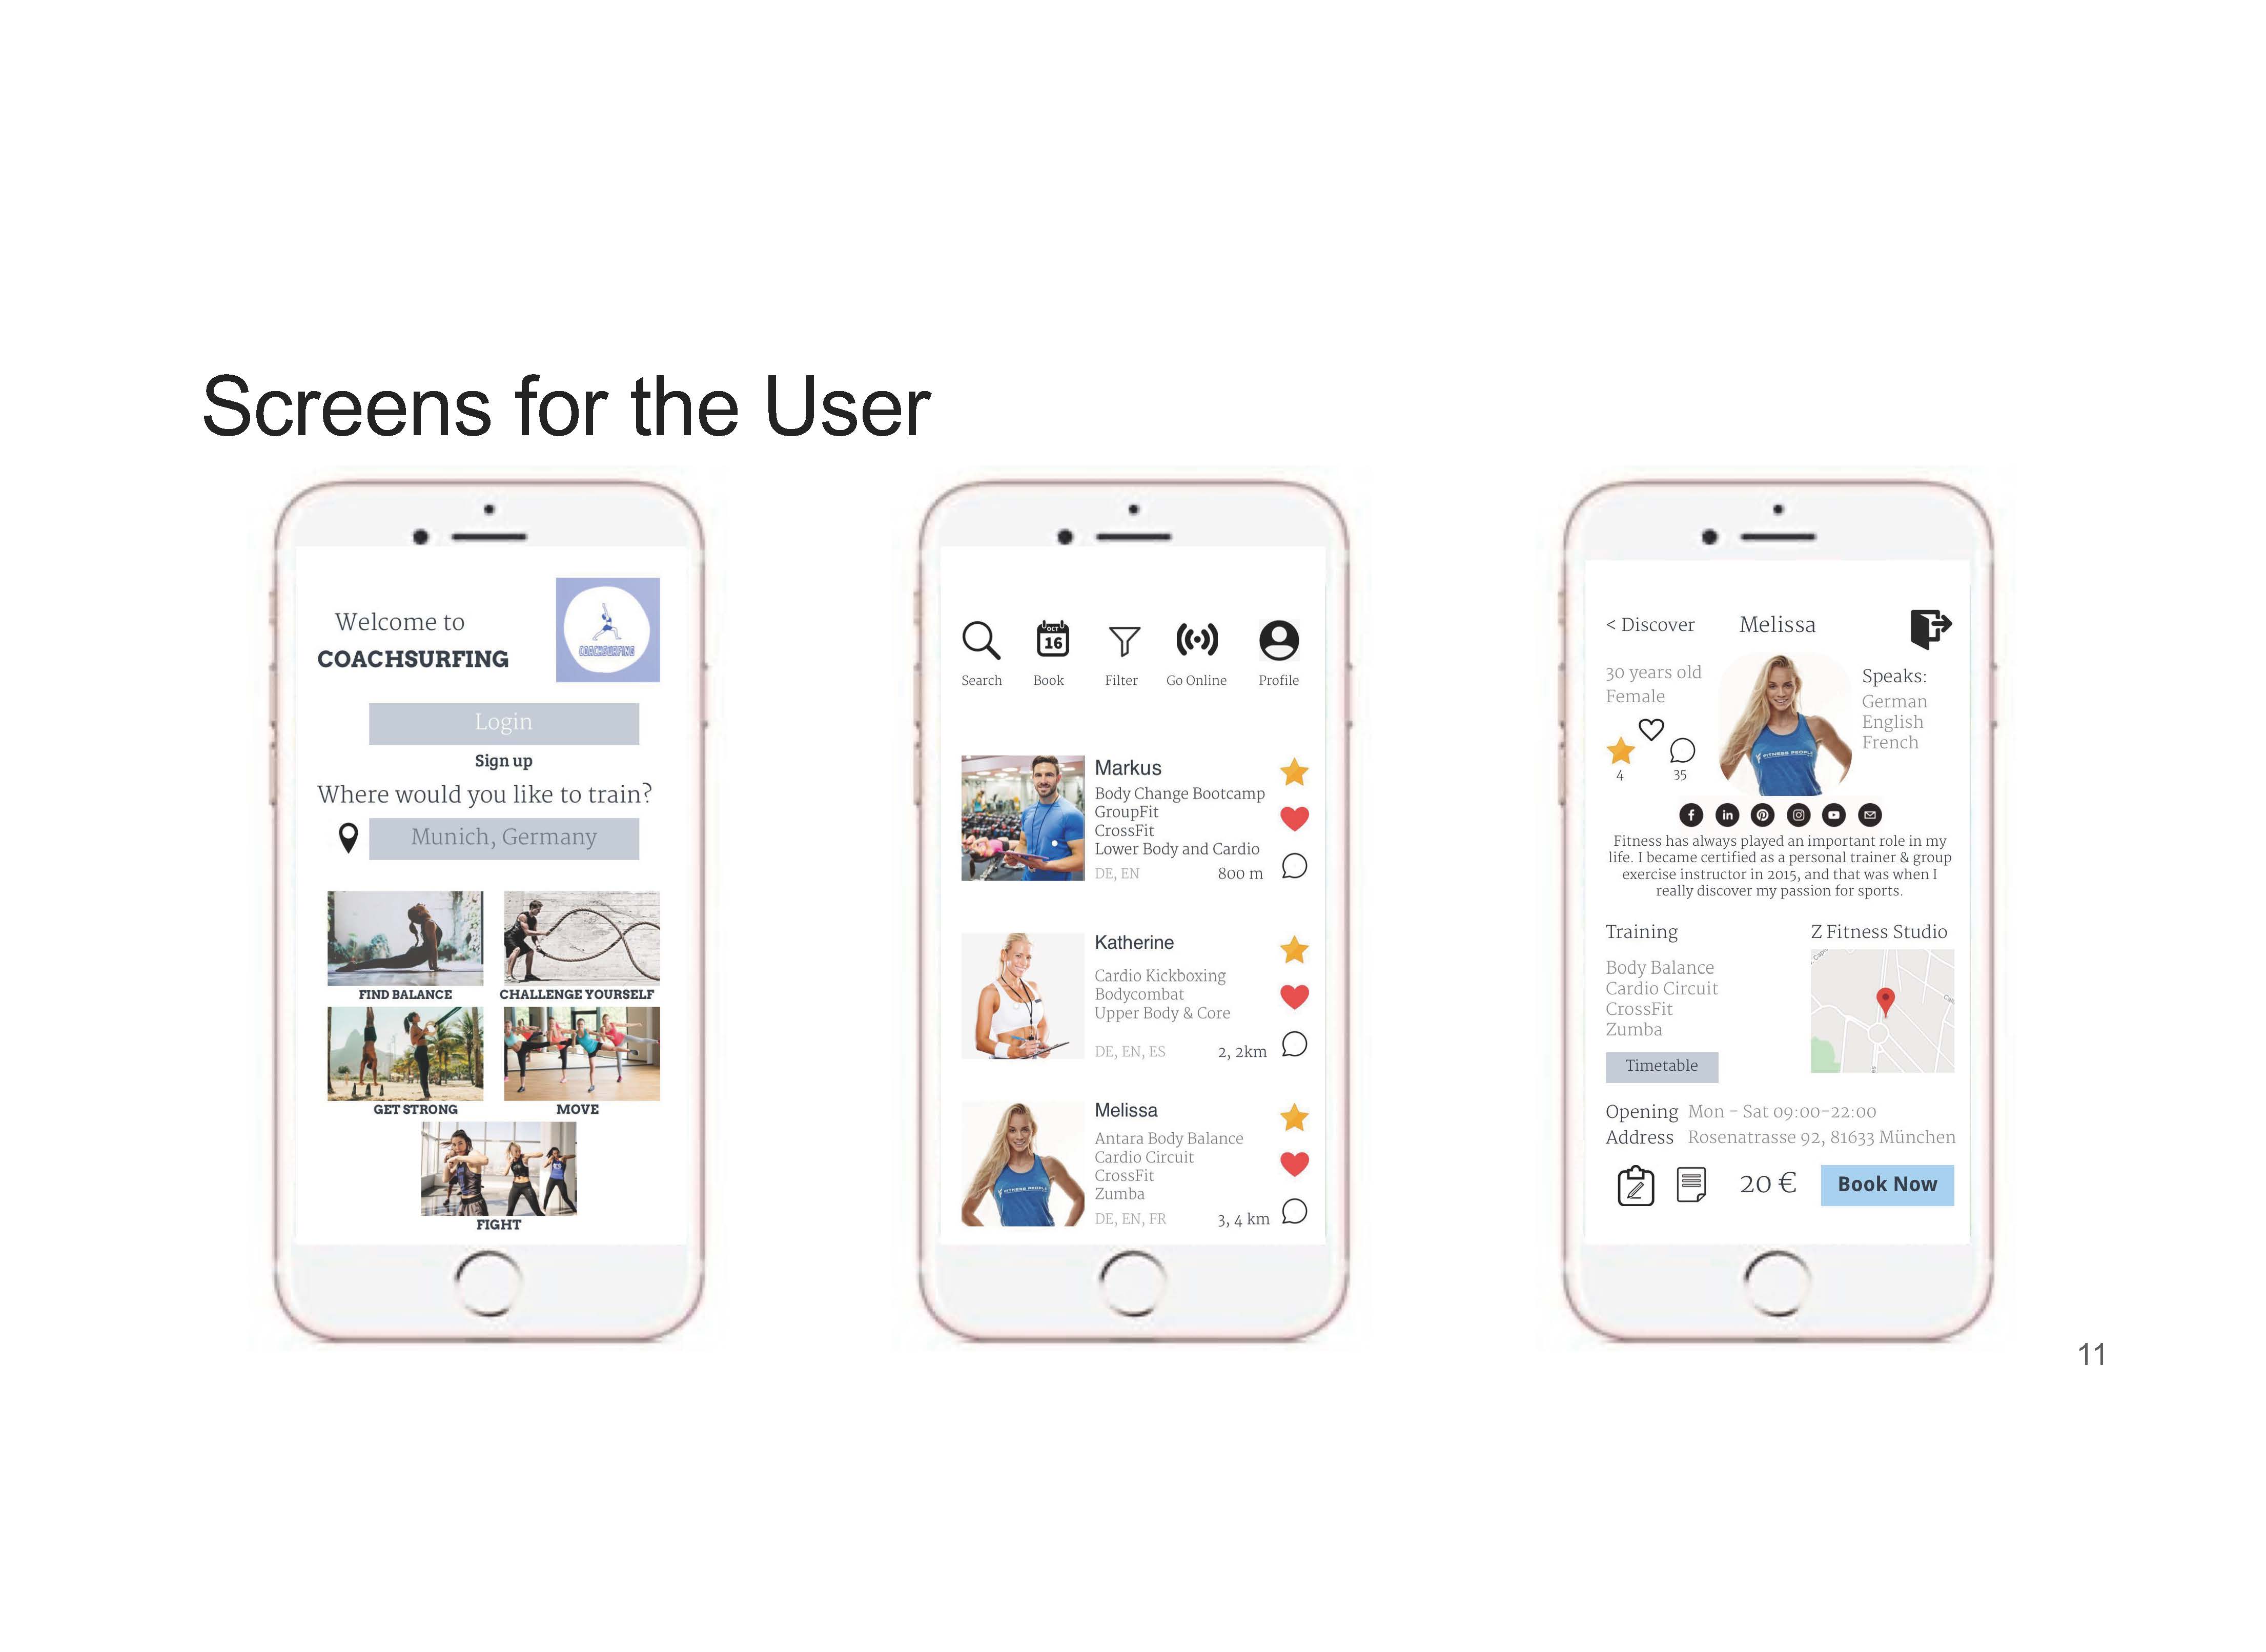 Screens for the User
Welcome to
COACHSURFING
COACHSURFING
Login
Sign up
Where would you like to train?
Munich, Germany
FIND BALANCE
CHALLENGE YOURSELF
GET STRONG
MOVE
FIGHT
OCT
16
Search
Book
Filter
Go Online
Profile
Markus
Body Change Bootcamp
GroupFit
CrossFit
Lower Body and Cardio
DE, EN
800 m
Katherine
Cardio Kickboxing
Bodycombat
Upper Body & Core
DE, EN, ES
2, 2km
FITNESS PEOPLE
Melissa
Antara Body Balance
Cardio Circuit
CrossFit
Zumba
DE, EN, FR
3, 4 km
< Discover
Melissa
30 years old
Female
4
35
FITNESS PEOPLE
Speaks:
German
English
French
Fitness has always played an important role in my
life. I became certified as a personal trainer & group
exercise instructor in 2015, and that was when I
really discover my passion for sports.
Training
Body Balance
Cardio Circuit
CrossFit
Zumba
Timetable
Z Fitness Studio
Opening Mon - Sat 09:00-22:00
Address Rosenatrasse 92, 81633 München
20 €
Book Now
11